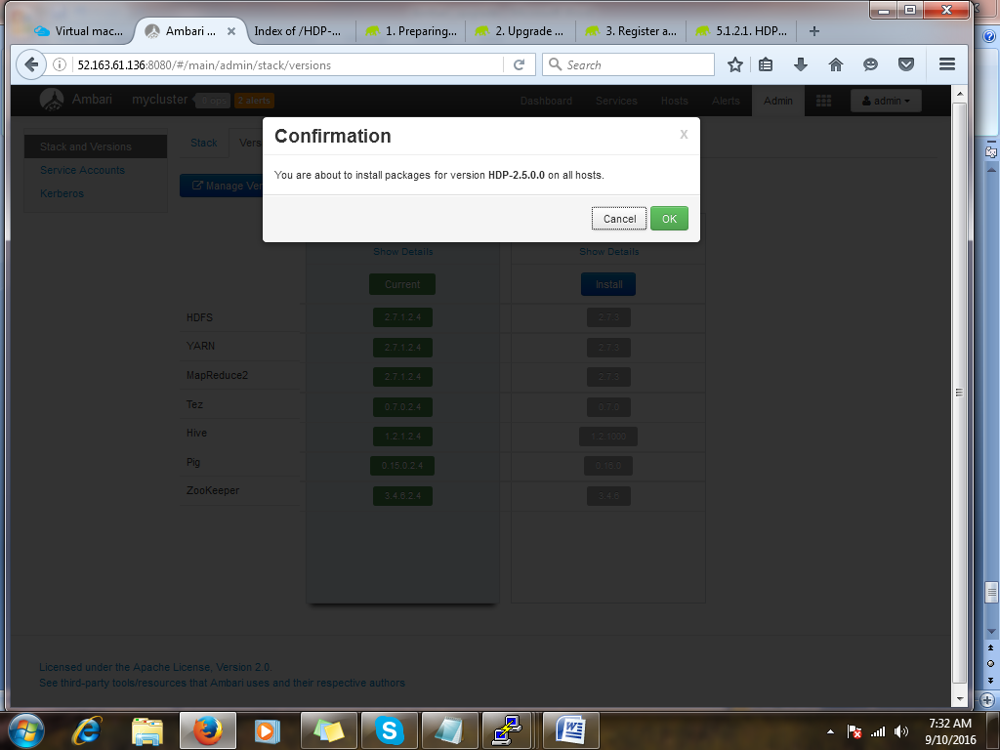 Virtual mac...
Ambari ...
Index of /HDP-...
1. Preparing...
2. Upgrade ...
3. Register a...
5.1.2.1. HDP...
52.163.61.136:8080/#/main/admin/stack/versions
Search
Ambari mycluster 0 ops 2 alerts Dashboard Services Hosts Alerts Admin admin
Confirmation
X
You are about to install packages for version HDP-2.5.0.0 on all hosts.
Cancel OK
Stack and Versions
Service Accounts
Kerberos
Stack Vers
Manage Ver
Show Details Show Details
Current Install
HDFS 2.7.1.2.4 2.7.3
YARN 2.7.1.2.4 2.7.3
MapReduce2 2.7.1.2.4 2.7.3
Tez 0.7.0.2.4 0.7.0
Hive 1.2.1.2.4 1.2.1000
Pig 0.15.0.2.4 0.16.0
ZooKeeper 3.4.6.2.4 3.4.6
Licensed under the Apache License, Version 2.0.
See third-party tools/resources that Ambari uses and their respective authors
7:32 AM
9/10/2016